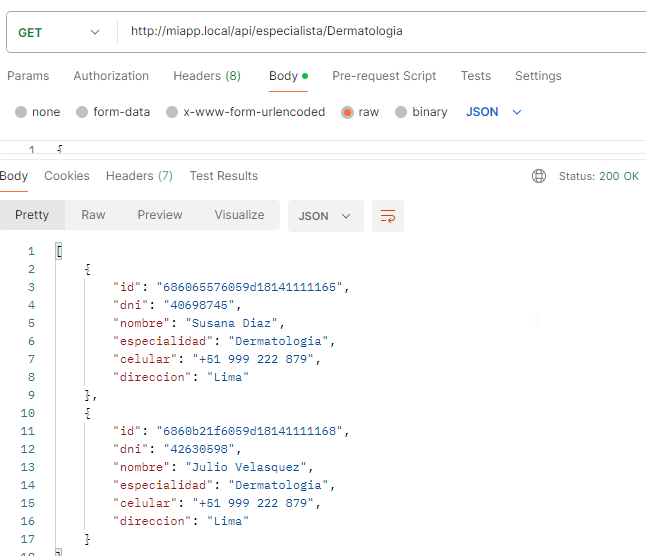 GET http://miapp.local/api/especialista/Dermatologia
Params Authorization Headers (8) Body Pre-request Script Tests Settings
none form-data x-www-form-urlencoded raw binary JSON
1 {
Body Cookies Headers (7) Test Results Status: 200 OK
Pretty Raw Preview Visualize JSON
1 [
2 {
3 "id": "686065576059d18141111165",
4 "dni": "40698745",
5 "nombre": "Susana Diaz",
6 "especialidad": "Dermatologia",
7 "celular": "+51 999 222 879",
8 "direccion": "Lima"
9 },
10 {
11 "id": "6860b21f6059d18141111168",
12 "dni": "42630598",
13 "nombre": "Julio Velasquez",
14 "especialidad": "Dermatologia",
15 "celular": "+51 999 222 879",
16 "direccion": "Lima"
17 }
18 ]